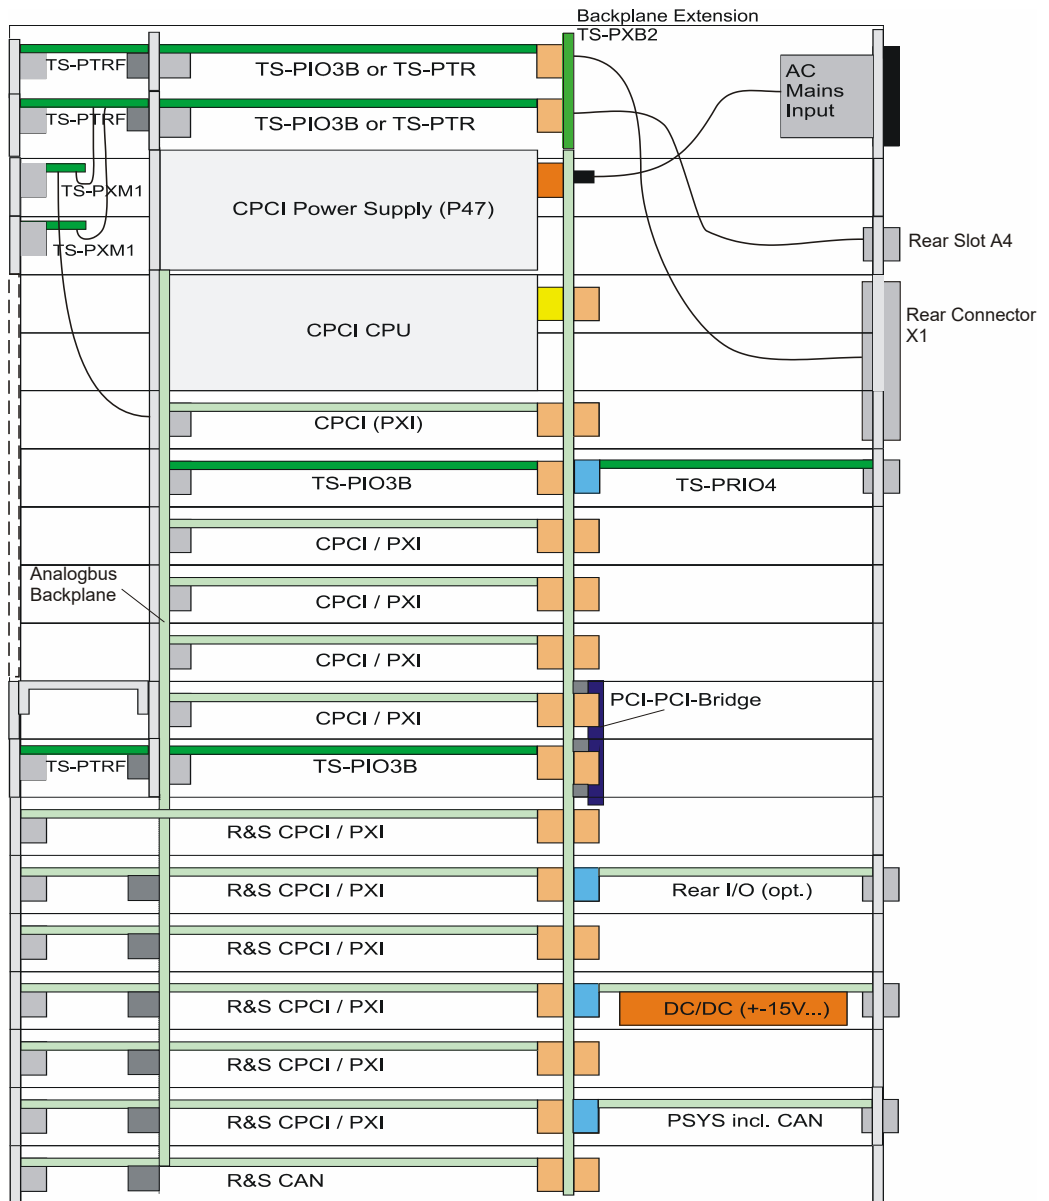 Backplane Extension
TS-PXB2
TS-PTRF
TS-PIO3B or TS-PTR
AC
Mains
Input
TS-PTRF
TS-PIO3B or TS-PTR
TS-PXM1
CPCI Power Supply (P47)
TS-PXM1
Rear Slot A4
CPCI CPU
Rear Connector
X1
CPCI (PXI)
TS-PIO3B
TS-PRIO4
CPCI / PXI
Analogbus
Backplane
CPCI / PXI
CPCI / PXI
CPCI / PXI
PCI-PCI-Bridge
TS-PTRF
TS-PIO3B
R&S CPCI / PXI
R&S CPCI / PXI
Rear I/O (opt.)
R&S CPCI / PXI
R&S CPCI / PXI
DC/DC (+-15V...)
R&S CPCI / PXI
R&S CPCI / PXI
PSYS incl. CAN
R&S CAN